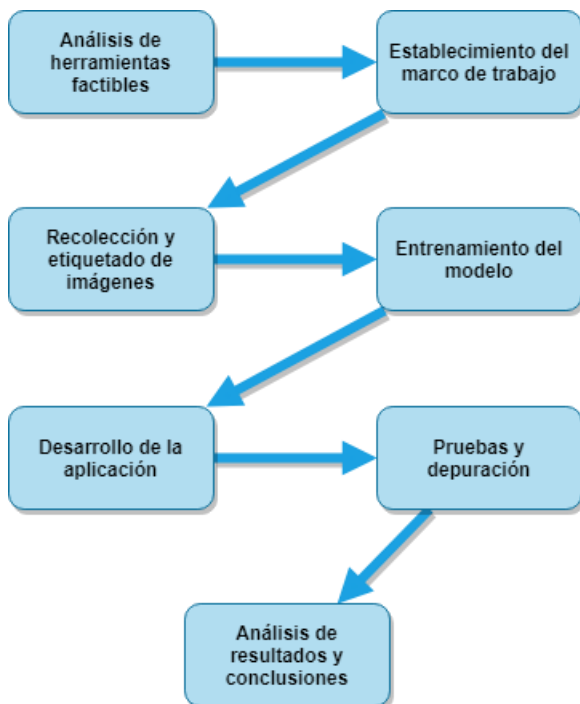 Análisis de
herramientas
factibles
Establecimiento del
marco de trabajo
Recolección y
etiquetado de
imágenes
Entrenamiento del
modelo
Desarrollo de la
aplicación
Pruebas y
depuración
Análisis de
resultados y
conclusiones